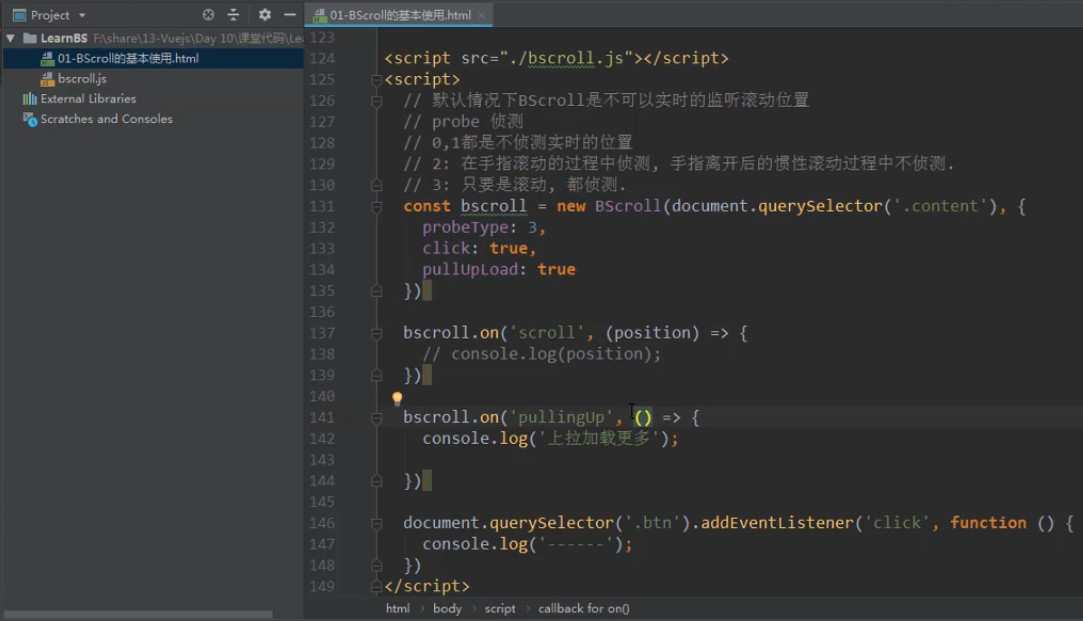 Project
01-BScroll的基本使用.html
LearnBS F:\share\13-Vuejs\Day 10\课堂代码\Le
01-BScroll的基本使用.html
bscroll.js
External Libraries
Scratches and Consoles
123
124 <script src="./bscroll.js"></script>
125 <script>
126 // 默认情况下BScroll是不可以实时的监听滚动位置
127 // probe 侦测
128 // 0,1都是不侦测实时的位置
129 // 2: 在手指滚动的过程中侦测, 手指离开后的惯性滚动过程中不侦测.
130 // 3: 只要是滚动, 都侦测.
131 const bscroll = new BScroll(document.querySelector('.content'), {
132 probeType: 3,
133 click: true,
134 pullUpLoad: true
135 })
136
137 bscroll.on('scroll', (position) => {
138 // console.log(position);
139 })
140
141 bscroll.on('pullingUp', () => {
142 console.log('上拉加载更多');
143
144 })
145
146 document.querySelector('.btn').addEventListener('click', function () {
147 console.log('------');
148 })
149 </script>
html › body › script › callback for on()